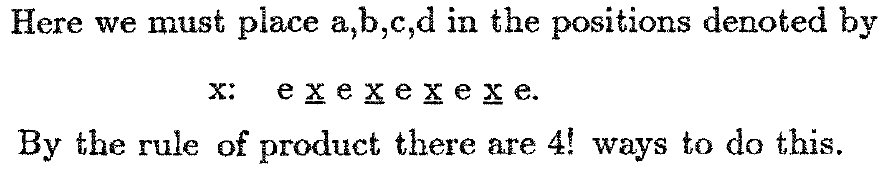 Here we must place a,b,c,d in the positions denoted by
x: e x e x e x e x e.
By the rule of product there are 4! ways to do this.